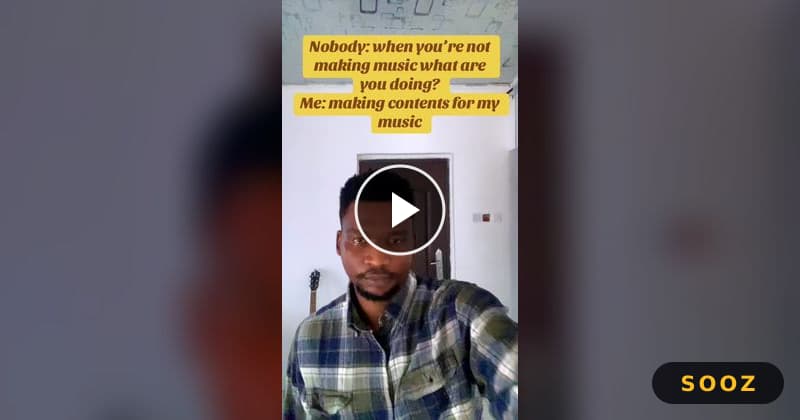 Nobody: when you're not
making music what are
you doing?
Me: making contents for my
music
SOOZ